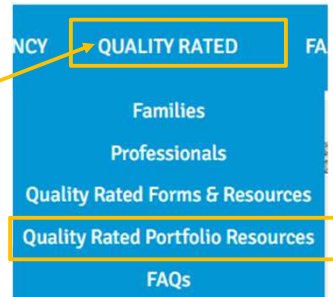 NCY QUALITY RATED FA
Families
Professionals
Quality Rated Forms & Resources
Quality Rated Portfolio Resources
FAQs